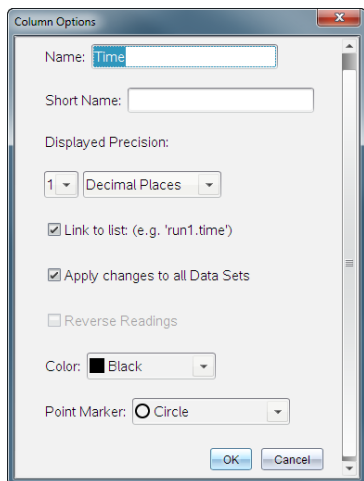 Column Options
Name: Time
Short Name:
Displayed Precision:
1 Decimal Places
Link to list: (e.g. 'run1.time')
Apply changes to all Data Sets
Reverse Readings
Color: Black
Point Marker: Circle
OK Cancel